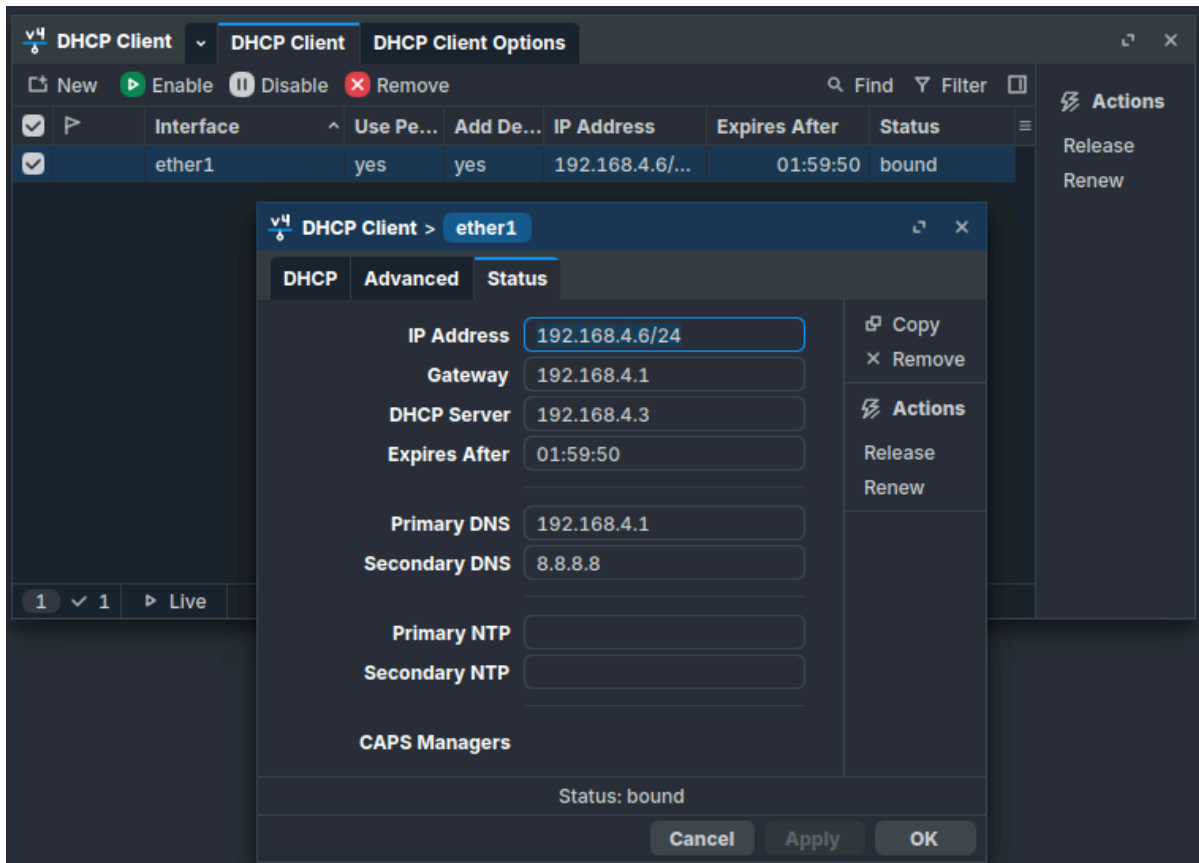 DHCP Client DHCP Client DHCP Client Options
New Enable Disable Remove Find Filter
Interface Use Pe... Add De... IP Address Expires After Status
ether1 yes yes 192.168.4.6/... 01:59:50 bound
Actions
Release
Renew
DHCP Client > ether1
DHCP Advanced Status
IP Address 192.168.4.6/24
Gateway 192.168.4.1
DHCP Server 192.168.4.3
Expires After 01:59:50
Primary DNS 192.168.4.1
Secondary DNS 8.8.8.8
Primary NTP
Secondary NTP
CAPS Managers
Copy
Remove
Actions
Release
Renew
Status: bound
Cancel Apply OK
1 1 Live